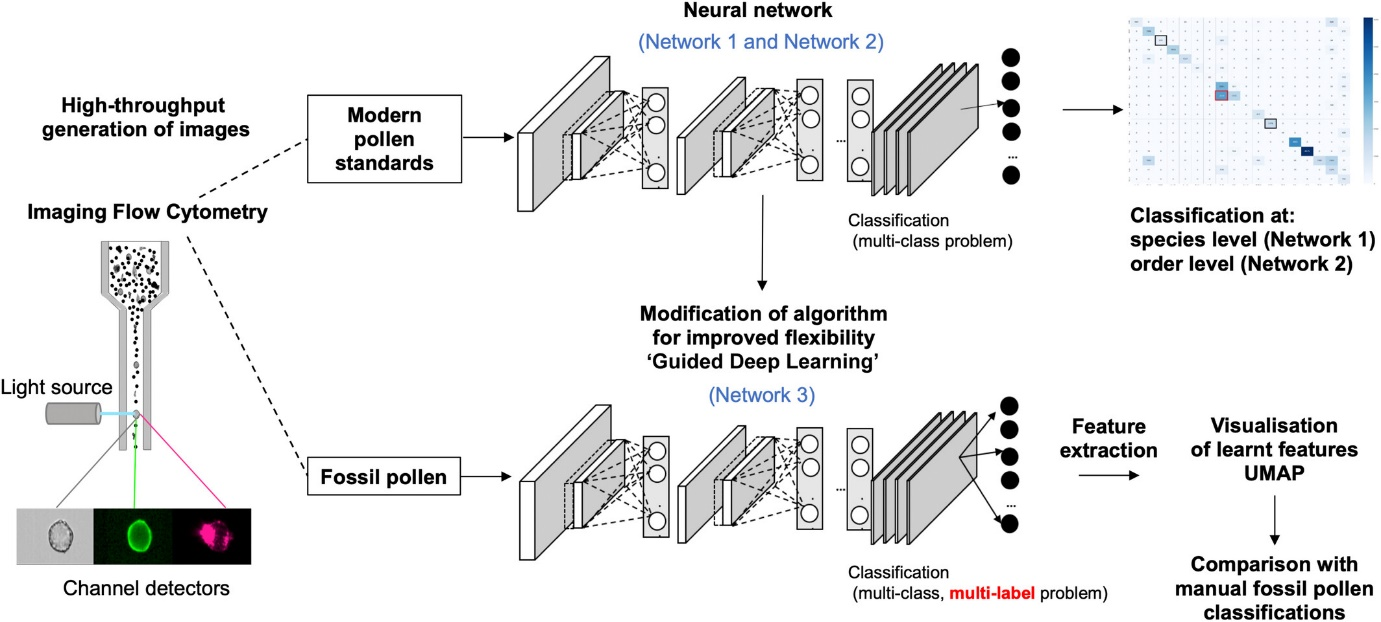 Neural network
(Network 1 and Network 2)
High-throughput
generation of images
Modern
pollen
standards
...
...
Imaging Flow Cytometry
Classification
(multi-class problem)
Classification at:
species level (Network 1)
order level (Network 2)
Modification of algorithm
for improved flexibility
‘Guided Deep Learning’
(Network 3)
Light source
Fossil pollen
...
...
Feature
extraction
Visualisation
of learnt features
UMAP
Channel detectors
Classification
(multi-class, multi-label problem)
Comparison with
manual fossil pollen
classifications